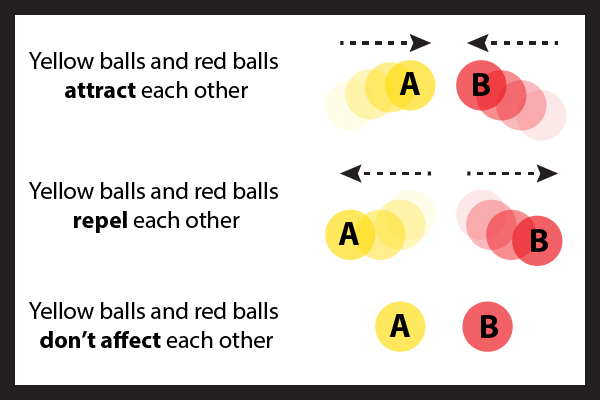 Yellow balls and red balls
attract each other
A B
Yellow balls and red balls
repel each other
A B
Yellow balls and red balls
don’t affect each other
A B